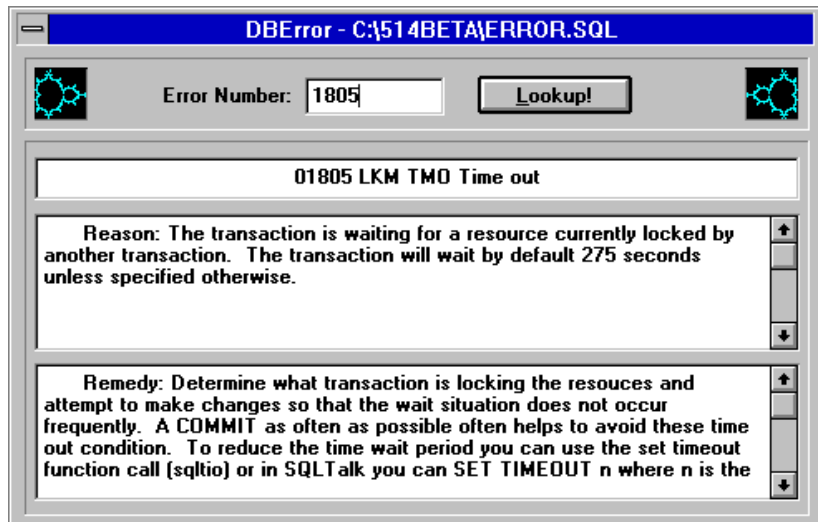 DBError - C:\514BETA\ERROR.SQL
Error Number: 1805 Lookup!
01805 LKM TMO Time out
Reason: The transaction is waiting for a resource currently locked by
another transaction. The transaction will wait by default 275 seconds
unless specified otherwise.
Remedy: Determine what transaction is locking the resouces and
attempt to make changes so that the wait situation does not occur
frequently. A COMMIT as often as possible often helps to avoid these time
out condition. To reduce the time wait period you can use the set timeout
function call (sqltio) or in SQLTalk you can SET TIMEOUT n where n is the